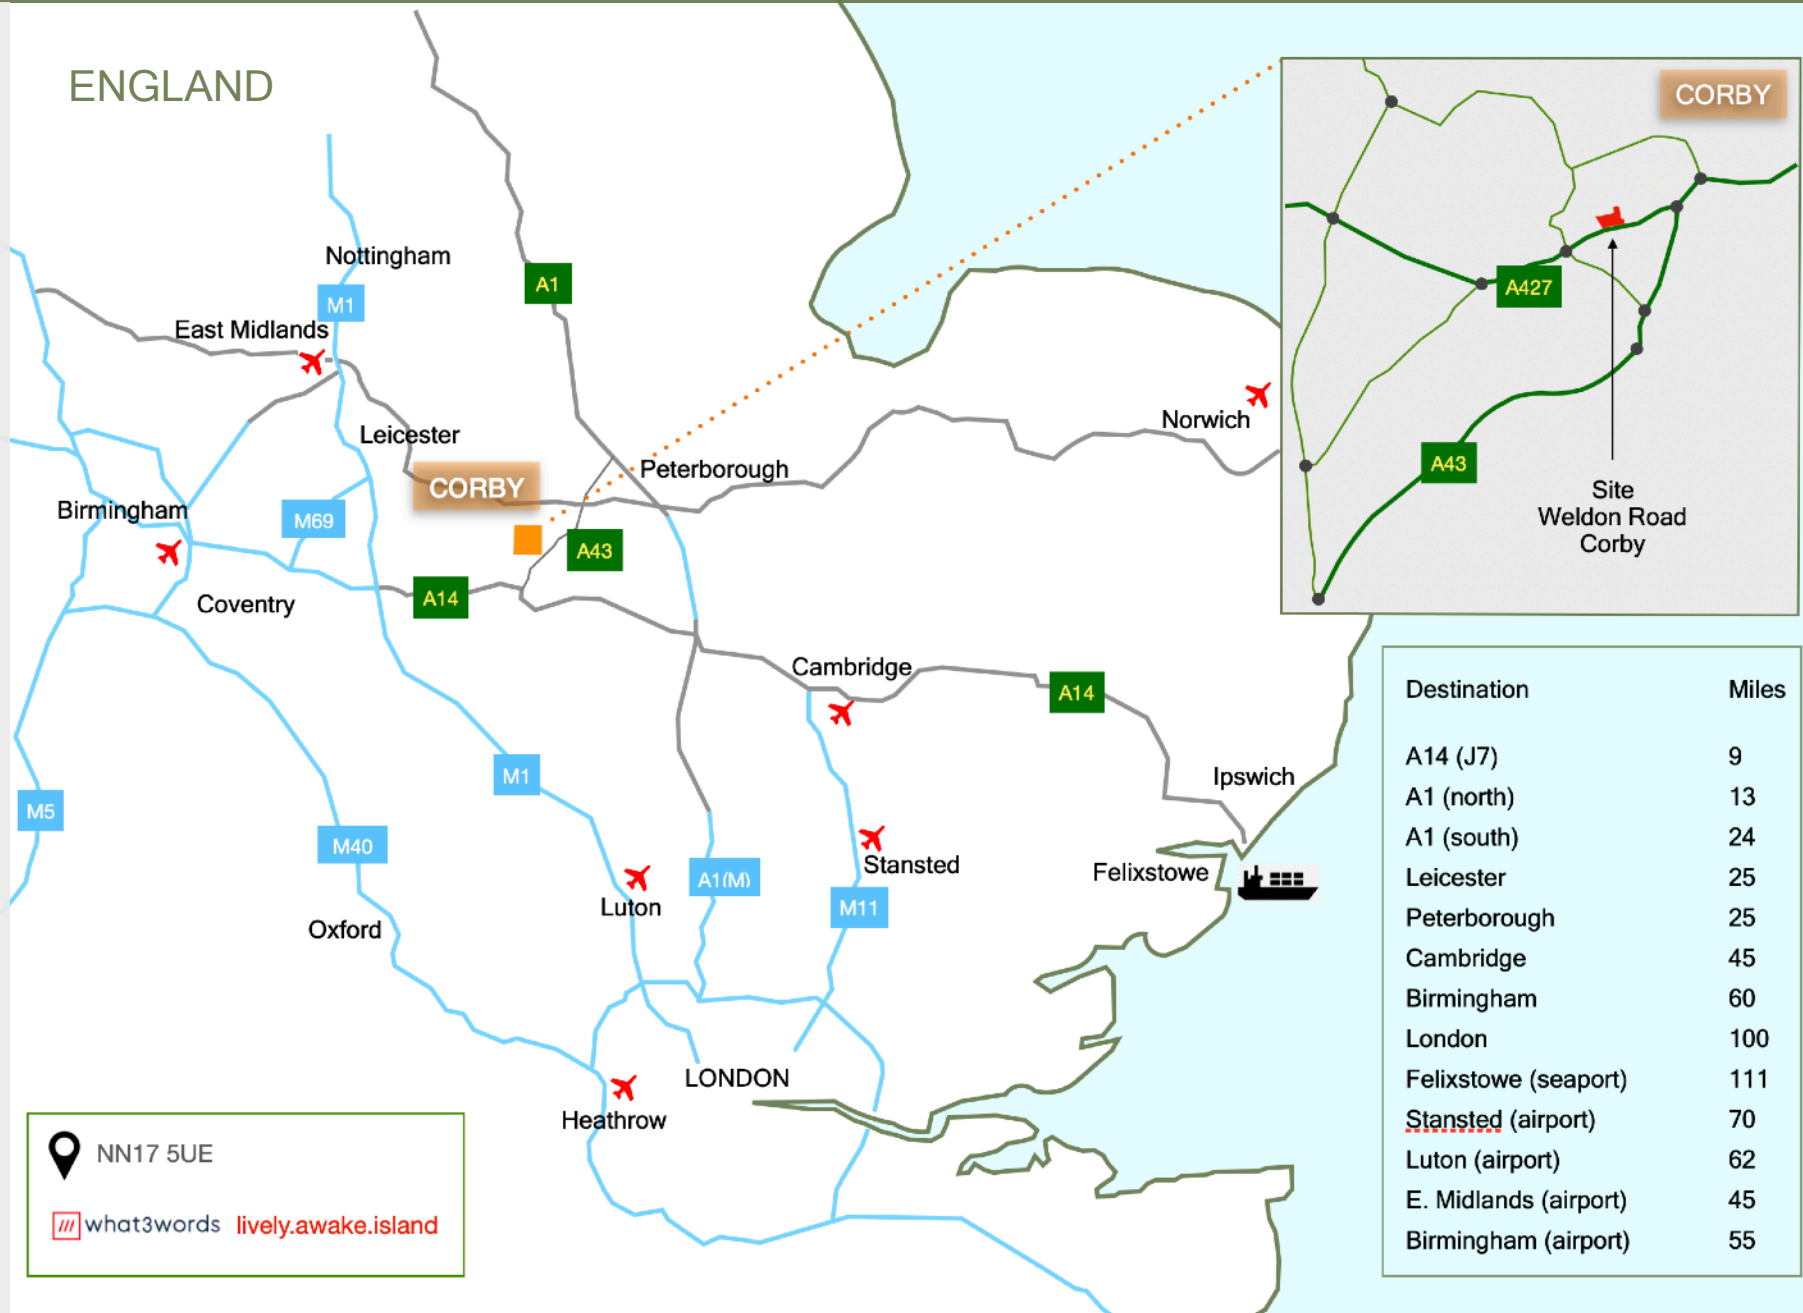 ENGLAND
CORBY
Nottingham
M1
A1
East Midlands
A427
Norwich
Leicester
Peterborough
CORBY
A43
Birmingham
M69
A43
Site
Weldon Road
Corby
A14
Coventry
Cambridge
A14
M1
Ipswich
M5
M40
Stansted
Felixstowe
A1(M)
Luton
M11
Oxford
LONDON
Heathrow
Destination Miles
A14 (J7) 9
A1 (north) 13
A1 (south) 24
Leicester 25
Peterborough 25
Cambridge 45
Birmingham 60
London 100
Felixstowe (seaport) 111
Stansted (airport) 70
Luton (airport) 62
E. Midlands (airport) 45
Birmingham (airport) 55
NN17 5UE
/// what3words lively.awake.island